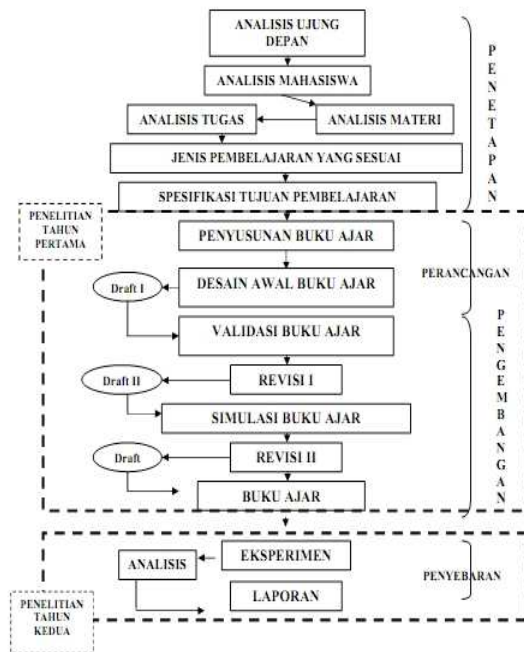 ANALISIS UJUNG
DEPAN
ANALISIS MAHASISWA
ANALISIS TUGAS
ANALISIS MATERI
JENIS PEMBELAJARAN YANG SESUAI
SPESIFIKASI TUJUAN PEMBELAJARAN
PENETAPAN
PENELITIAN
TAHUN
PERTAMA
PENYUSUNAN BUKU AJAR
PERANCANGAN
Draft I
DESAIN AWAL BUKU AJAR
VALIDASI BUKU AJAR
Draft II
REVISI I
SIMULASI BUKU AJAR
Draft
REVISI II
BUKU AJAR
PENGEMBANGAN
EKSPERIMEN
ANALISIS
PENYEBARAN
LAPORAN
PENELITIAN
TAHUN
KEDUA